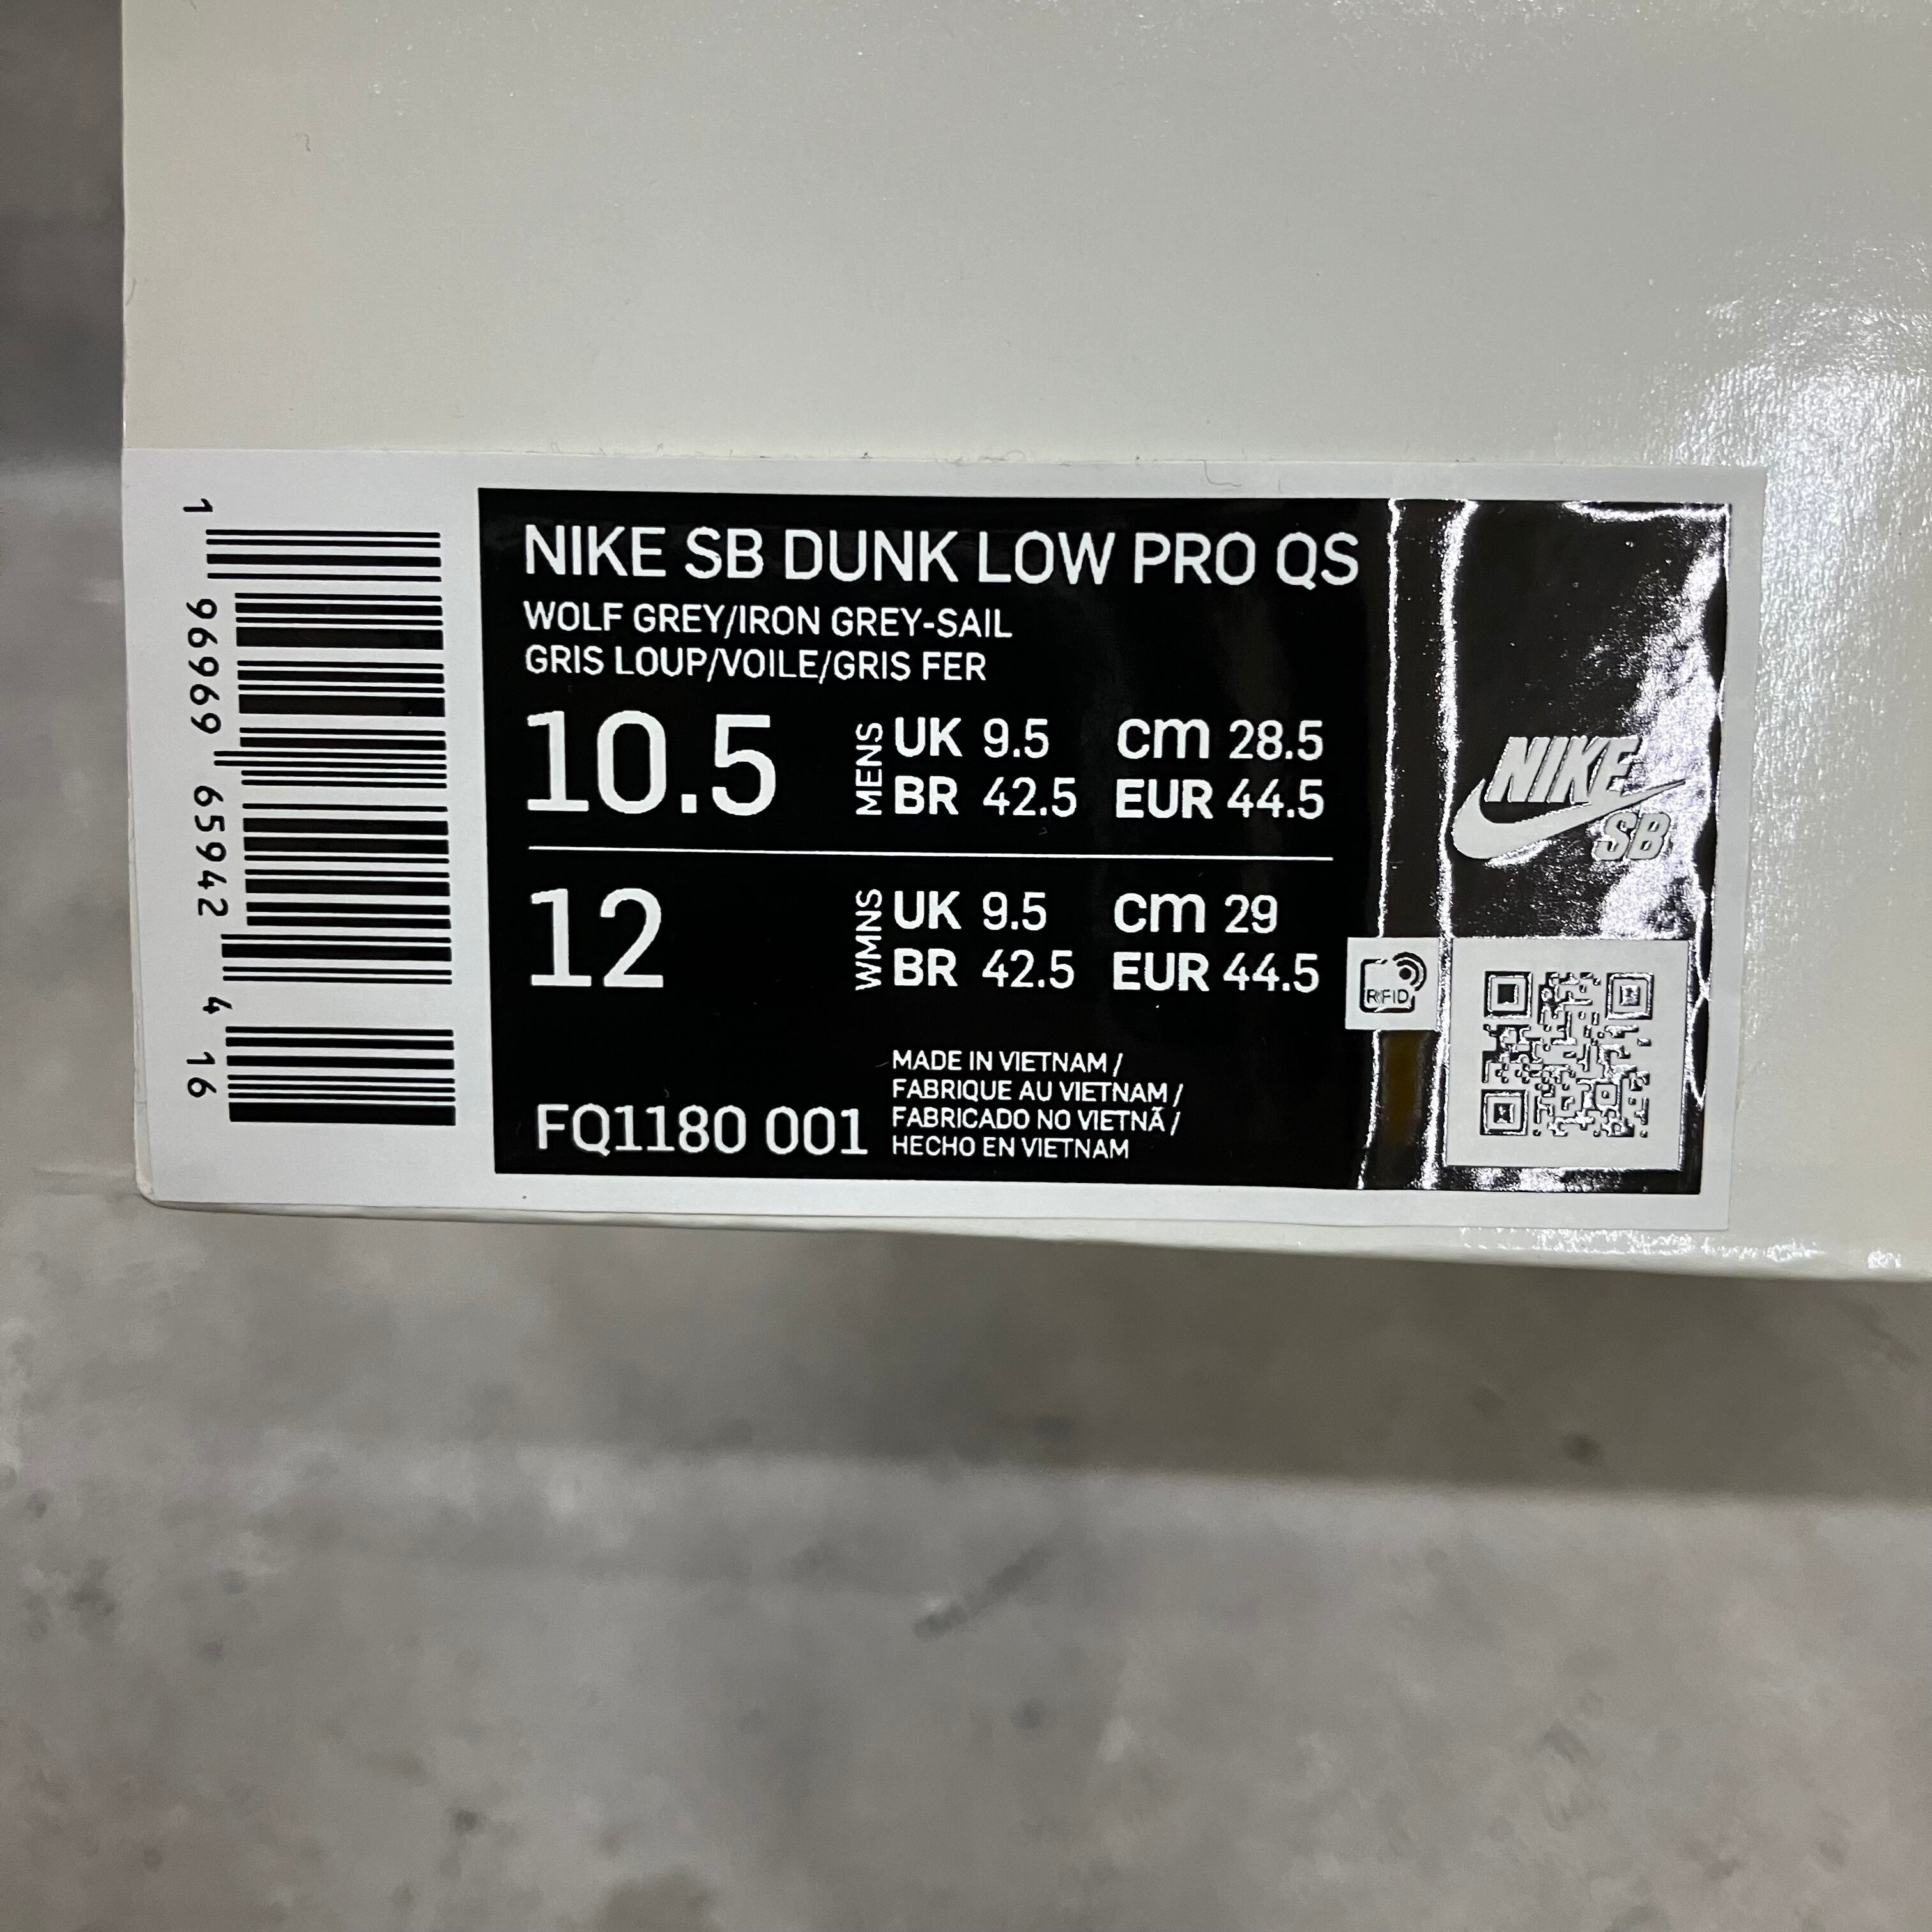 1 96969 65942 4 16
NIKE SB DUNK LOW PRO QS
WOLF GREY/IRON GREY-SAIL
GRIS LOUP/VOILE/GRIS FER
10.5 MENS UK 9.5 cm 28.5
BR 42.5 EUR 44.5
12 WMNS UK 9.5 cm 29
BR 42.5 EUR 44.5
FQ1180 001
MADE IN VIETNAM /
FABRIQUE AU VIETNAM /
FABRICADO NO VIETNÃ /
HECHO EN VIETNAM
NIKE
SB
RFID